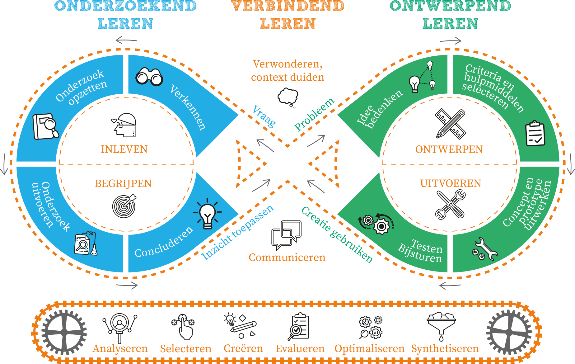 ONDERZOEKEND
LEREN
VERBINDEND
LEREN
ONTWERPEND
LEREN
Onderzoek
opzetten
Verkennen
INLEVEN
BEGRIJPEN
Onderzoek
uitvoeren
Concluderen
Verwonderen,
context duiden
Vraag
Probleem
Inzicht toepassen
Creatie gebruiken
Communiceren
Idee
bedenken
Criteria en
hulpmiddelen
selecteren
ONTWERPEN
UITVOEREN
Concept en
prototype
uitwerken
Testen
Bijsturen
Analyseren
Selecteren
Creëren
Evalueren
Optimaliseren
Synthetiseren